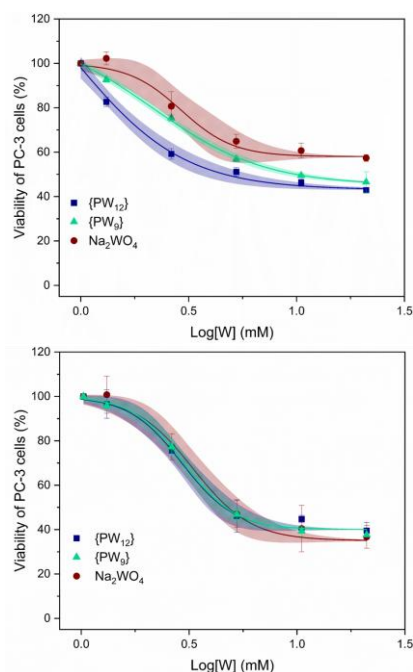 120
100
80
60
40
20
0
Viability of PC-3 cells (%)
{PW₁₂}
{PW₉}
Na₂WO₄
0.0 0.5 1.0 1.5
Log[W] (mM)
120
100
80
60
40
20
0
Viability of PC-3 cells (%)
{PW₁₂}
{PW₉}
Na₂WO₄
0.0 0.5 1.0 1.5
Log[W] (mM)